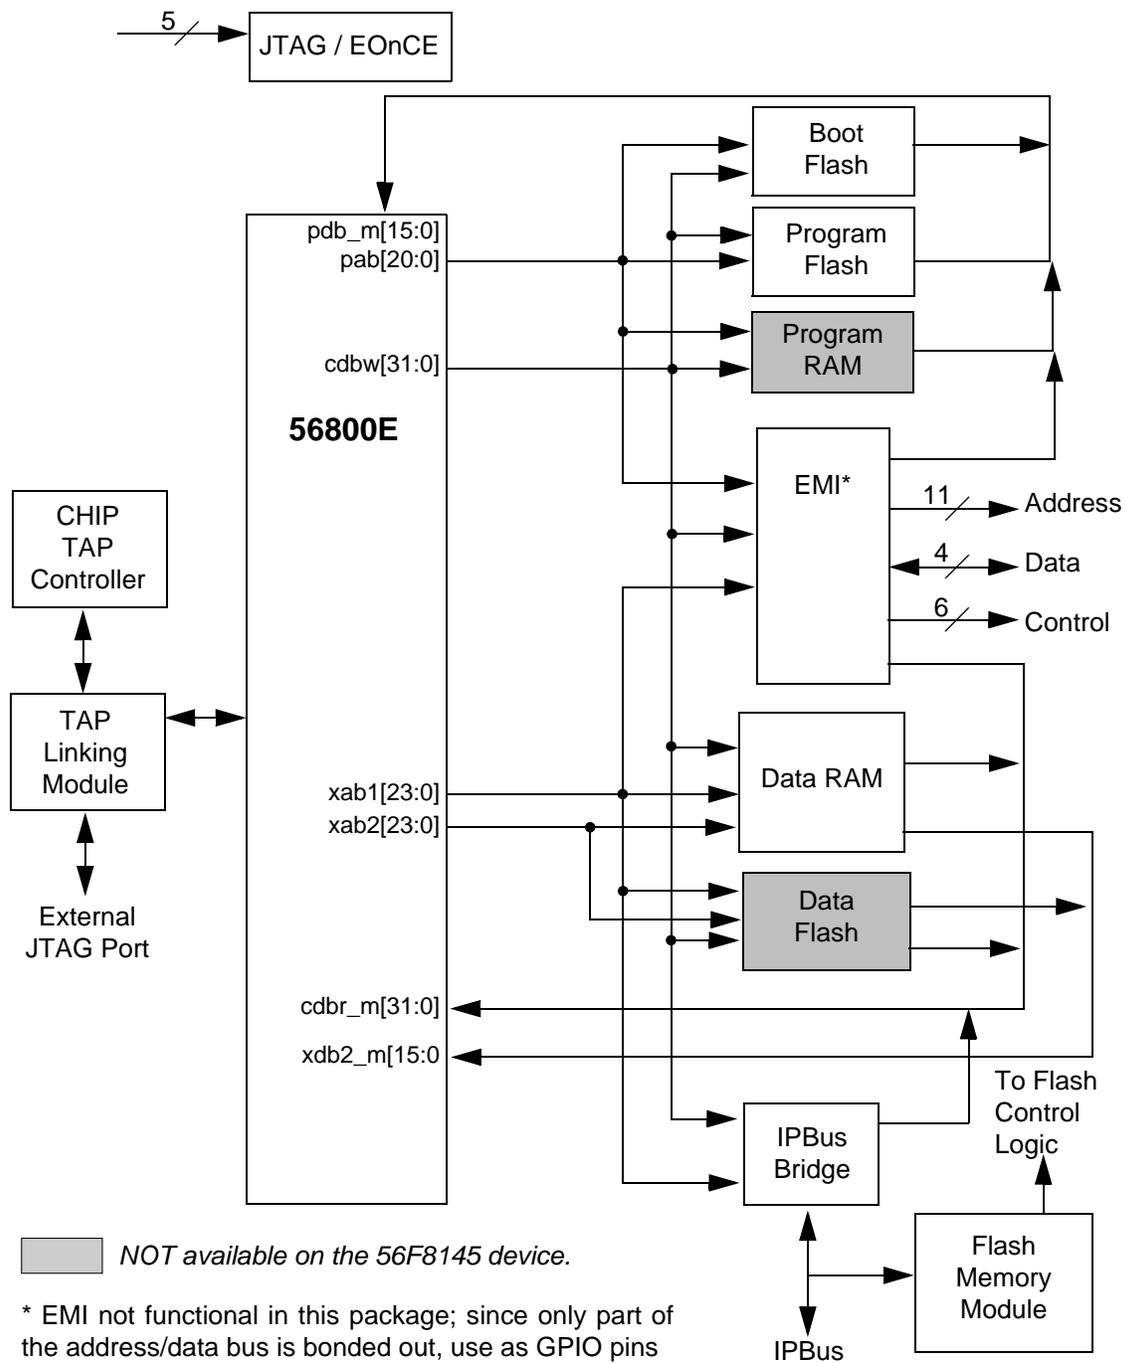 5
JTAG / EOnCE
Boot
Flash
pdb_m[15:0]
pab[20:0]
Program
Flash
cdbw[31:0]
Program
RAM
56800E
EMI*
11
Address
4
Data
6
Control
CHIP
TAP
Controller
TAP
Linking
Module
External
JTAG Port
xab1[23:0]
xab2[23:0]
Data RAM
Data
Flash
cdbr_m[31:0]
xdb2_m[15:0
To Flash
Control
Logic
IPBus
Bridge
Flash
Memory
Module
IPBus
NOT available on the 56F8145 device.
* EMI not functional in this package; since only part of
the address/data bus is bonded out, use as GPIO pins